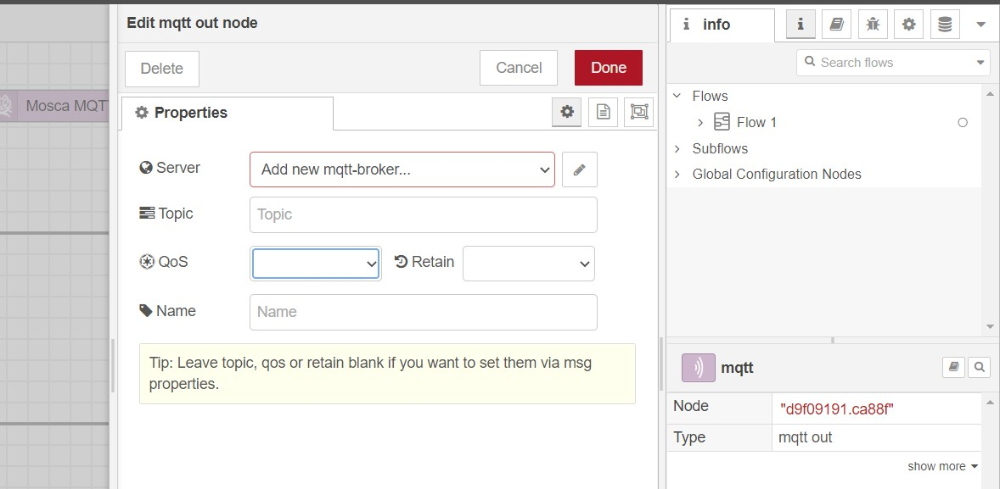 Edit mqtt out node
Delete
Cancel
Done
Properties
Server
Add new mqtt-broker...
Topic
Topic
QoS
Retain
Name
Name
Tip: Leave topic, qos or retain blank if you want to set them via msg
properties.
Mosca MQT
info
Search flows
Flows
Flow 1
Subflows
Global Configuration Nodes
mqtt
Node
"d9f09191.ca88f"
Type
mqtt out
show more